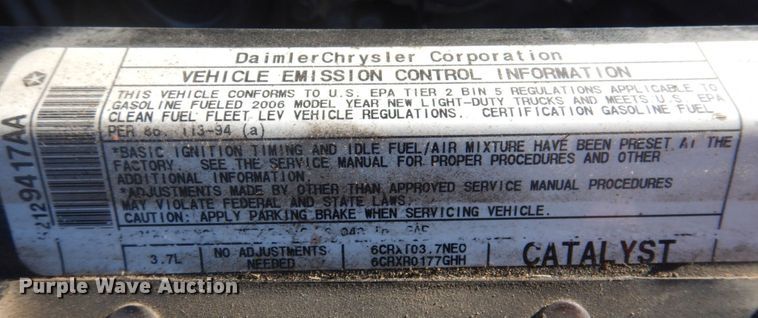 DaimlerChrysler Corporation
VEHICLE EMISSION CONTROL INFORMATION
THIS VEHICLE CONFORMS TO U.S. EPA TIER 2 BIN 5 REGULATIONS APPLICABLE TO
GASOLINE FUELED 2006 MODEL YEAR NEW LIGHT-DUTY TRUCKS AND MEETS U.S. EPA
CLEAN FUEL FLEET LEV VEHICLE REGULATIONS. CERTIFICATION GASOLINE FUEL
PER 86. 113-94 (a)
*BASIC IGNITION TIMING AND IDLE FUEL/AIR MIXTURE HAVE BEEN PRESET AT THE
FACTORY. SEE THE SERVICE MANUAL FOR PROPER PROCEDURES AND OTHER
ADDITIONAL INFORMATION.
*ADJUSTMENTS MADE BY OTHER THAN APPROVED SERVICE MANUAL PROCEDURES
MAY VIOLATE FEDERAL AND STATE LAWS.
CAUTION: APPLY PARKING BRAKE WHEN SERVICING VEHICLE.
3.7L
NO ADJUSTMENTS
NEEDED
6CRXT03.7NE0
6CRXR0177GHH
CATALYST
52129417AA
Purple Wave Auction